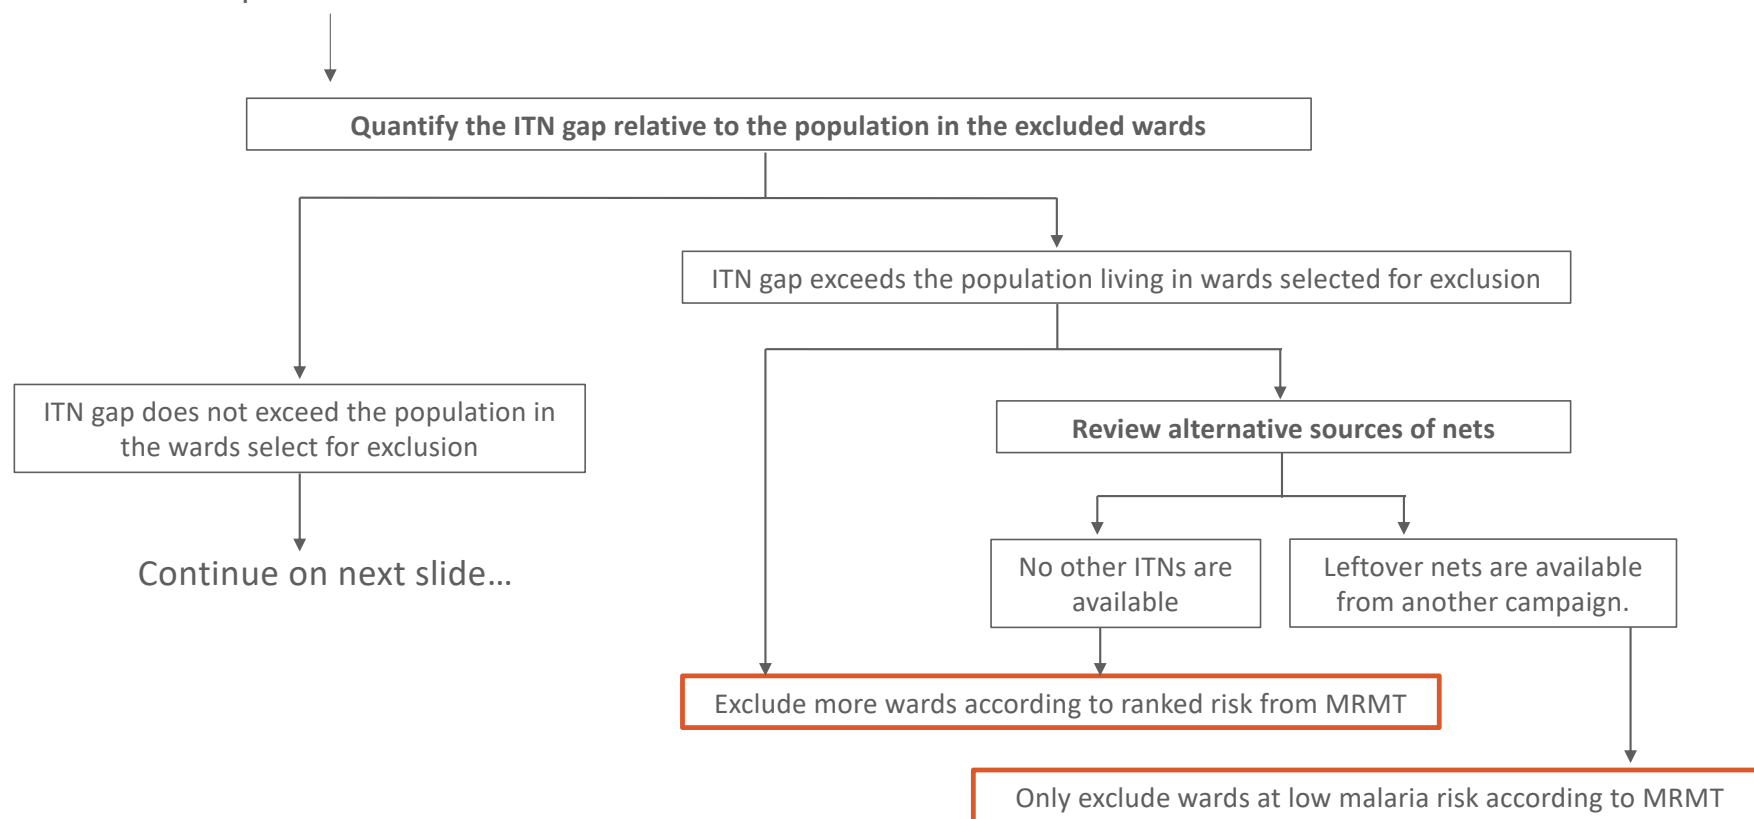 Quantify the ITN gap relative to the population in the excluded wards
ITN gap exceeds the population living in wards selected for exclusion
ITN gap does not exceed the population in
the wards select for exclusion
Review alternative sources of nets
Continue on next slide…
No other ITNs are
available
Leftover nets are available
from another campaign.
Exclude more wards according to ranked risk from MRMT
Only exclude wards at low malaria risk according to MRMT